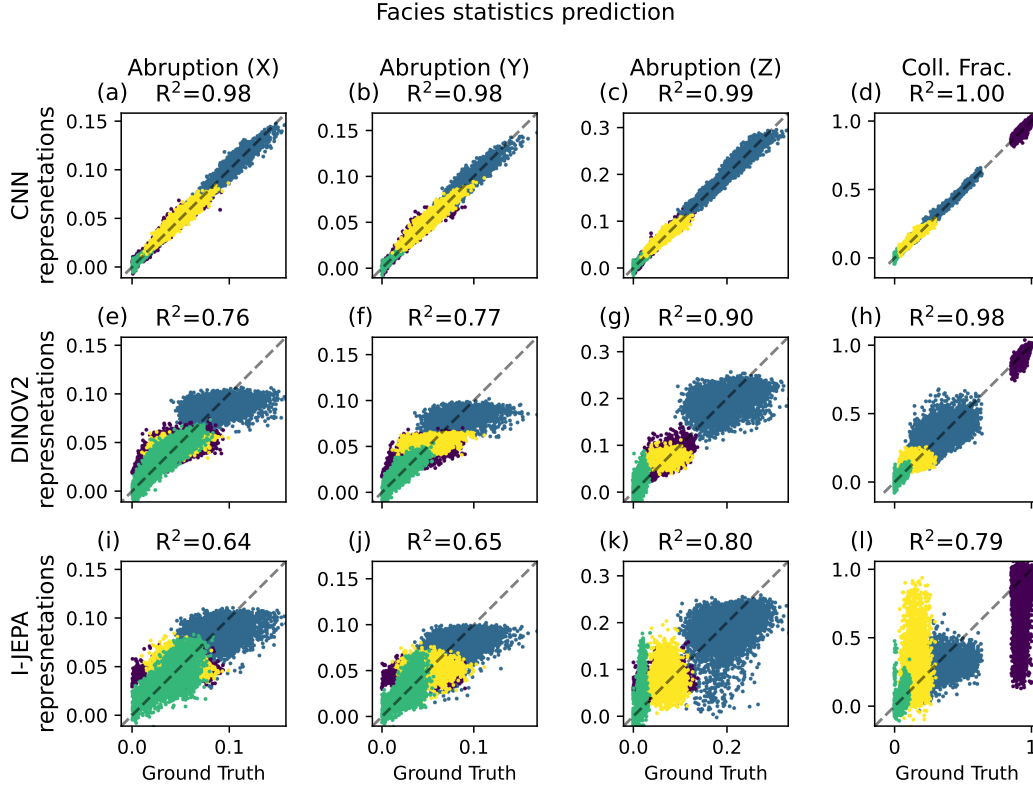 Facies statistics prediction
Abruption (X)
(a) R²=0.98
Abruption (Y)
(b) R²=0.98
Abruption (Z)
(c) R²=0.99
Coll. Frac.
(d) R²=1.00
CNN
represnetations
0.15
0.10
0.05
0.00
0.15
0.10
0.05
0.00
0.3
0.2
0.1
0.0
1.0
0.5
0.0
(e) R²=0.76
(f) R²=0.77
(g) R²=0.90
(h) R²=0.98
DINOV2
represnetations
0.15
0.10
0.05
0.00
0.15
0.10
0.05
0.00
0.3
0.2
0.1
0.0
1.0
0.5
0.0
(i) R²=0.64
(j) R²=0.65
(k) R²=0.80
(l) R²=0.79
I-JEPA
represnetations
0.15
0.10
0.05
0.00
0.15
0.10
0.05
0.00
0.3
0.2
0.1
0.0
1.0
0.5
0.0
0.0 0.1
0.0 0.1
0.0 0.2
0 1
Ground Truth
Ground Truth
Ground Truth
Ground Truth